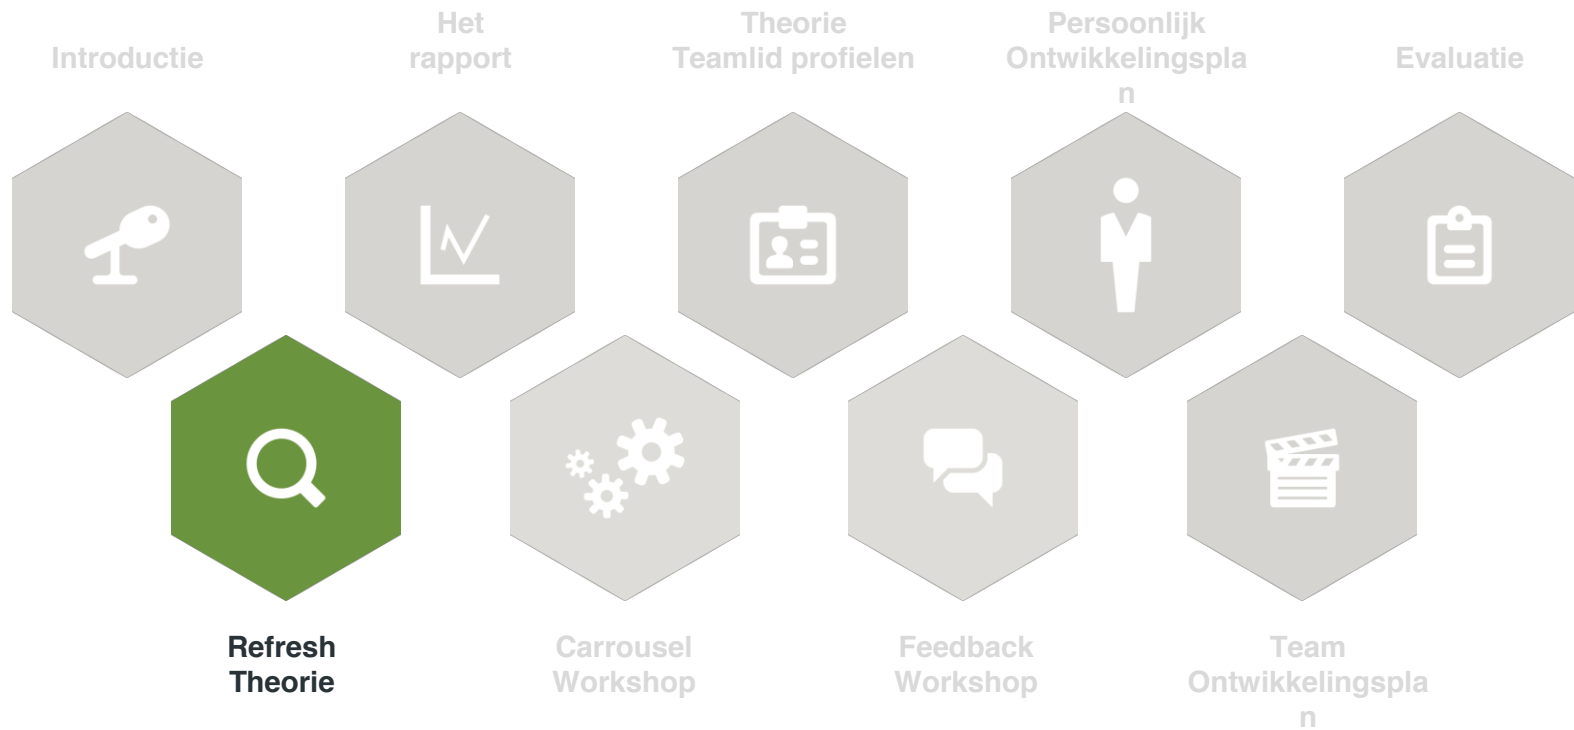 Introductie
Het
rapport
Theorie
Teamlid profielen
Persoonlijk
Ontwikkelingspla
n
Evaluatie
Refresh
Theorie
Carrousel
Workshop
Feedback
Workshop
Team
Ontwikkelingspla
n